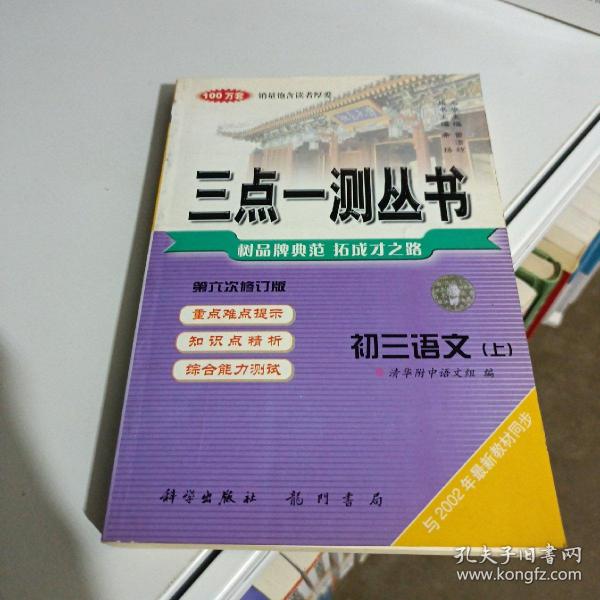 100万套
销量饱含读者厚爱
三点一测丛书
树品牌典范 拓成才之路
第六次修订版
重点难点提示
知识点精析
综合能力测试
初三语文(上)
清华附中语文组 编
与2002年最新教材同步
科学出版社 龙門書局
孔夫子旧书网
www.kongfz.com